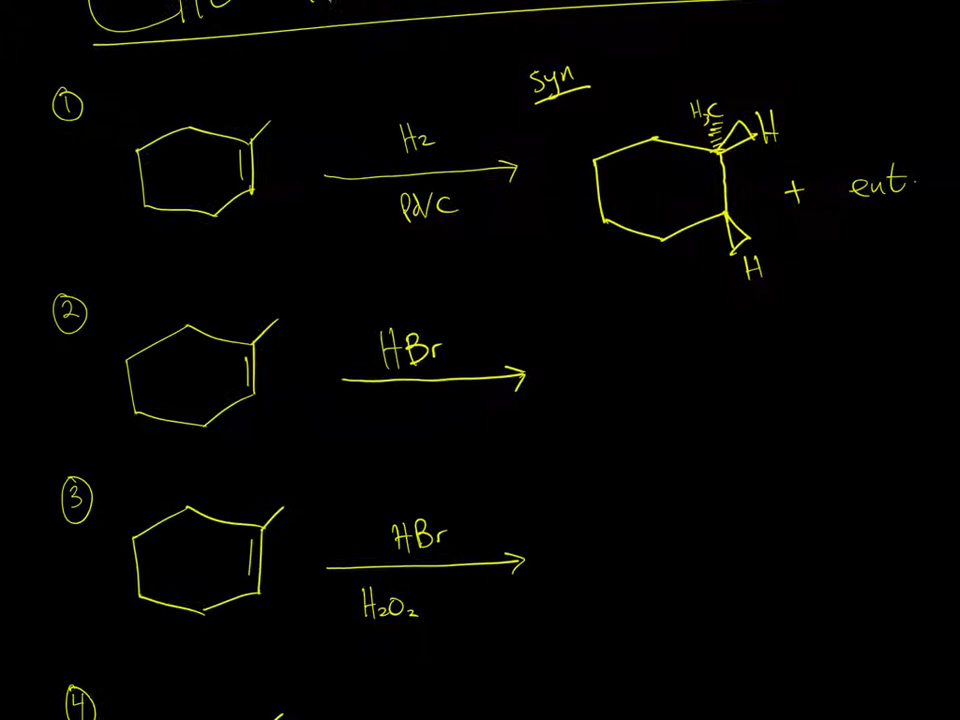 ①
Syn
H₂
Pd/C
H₃C
H
H
+ ent.
②
HBr
③
HBr
H₂O₂
④